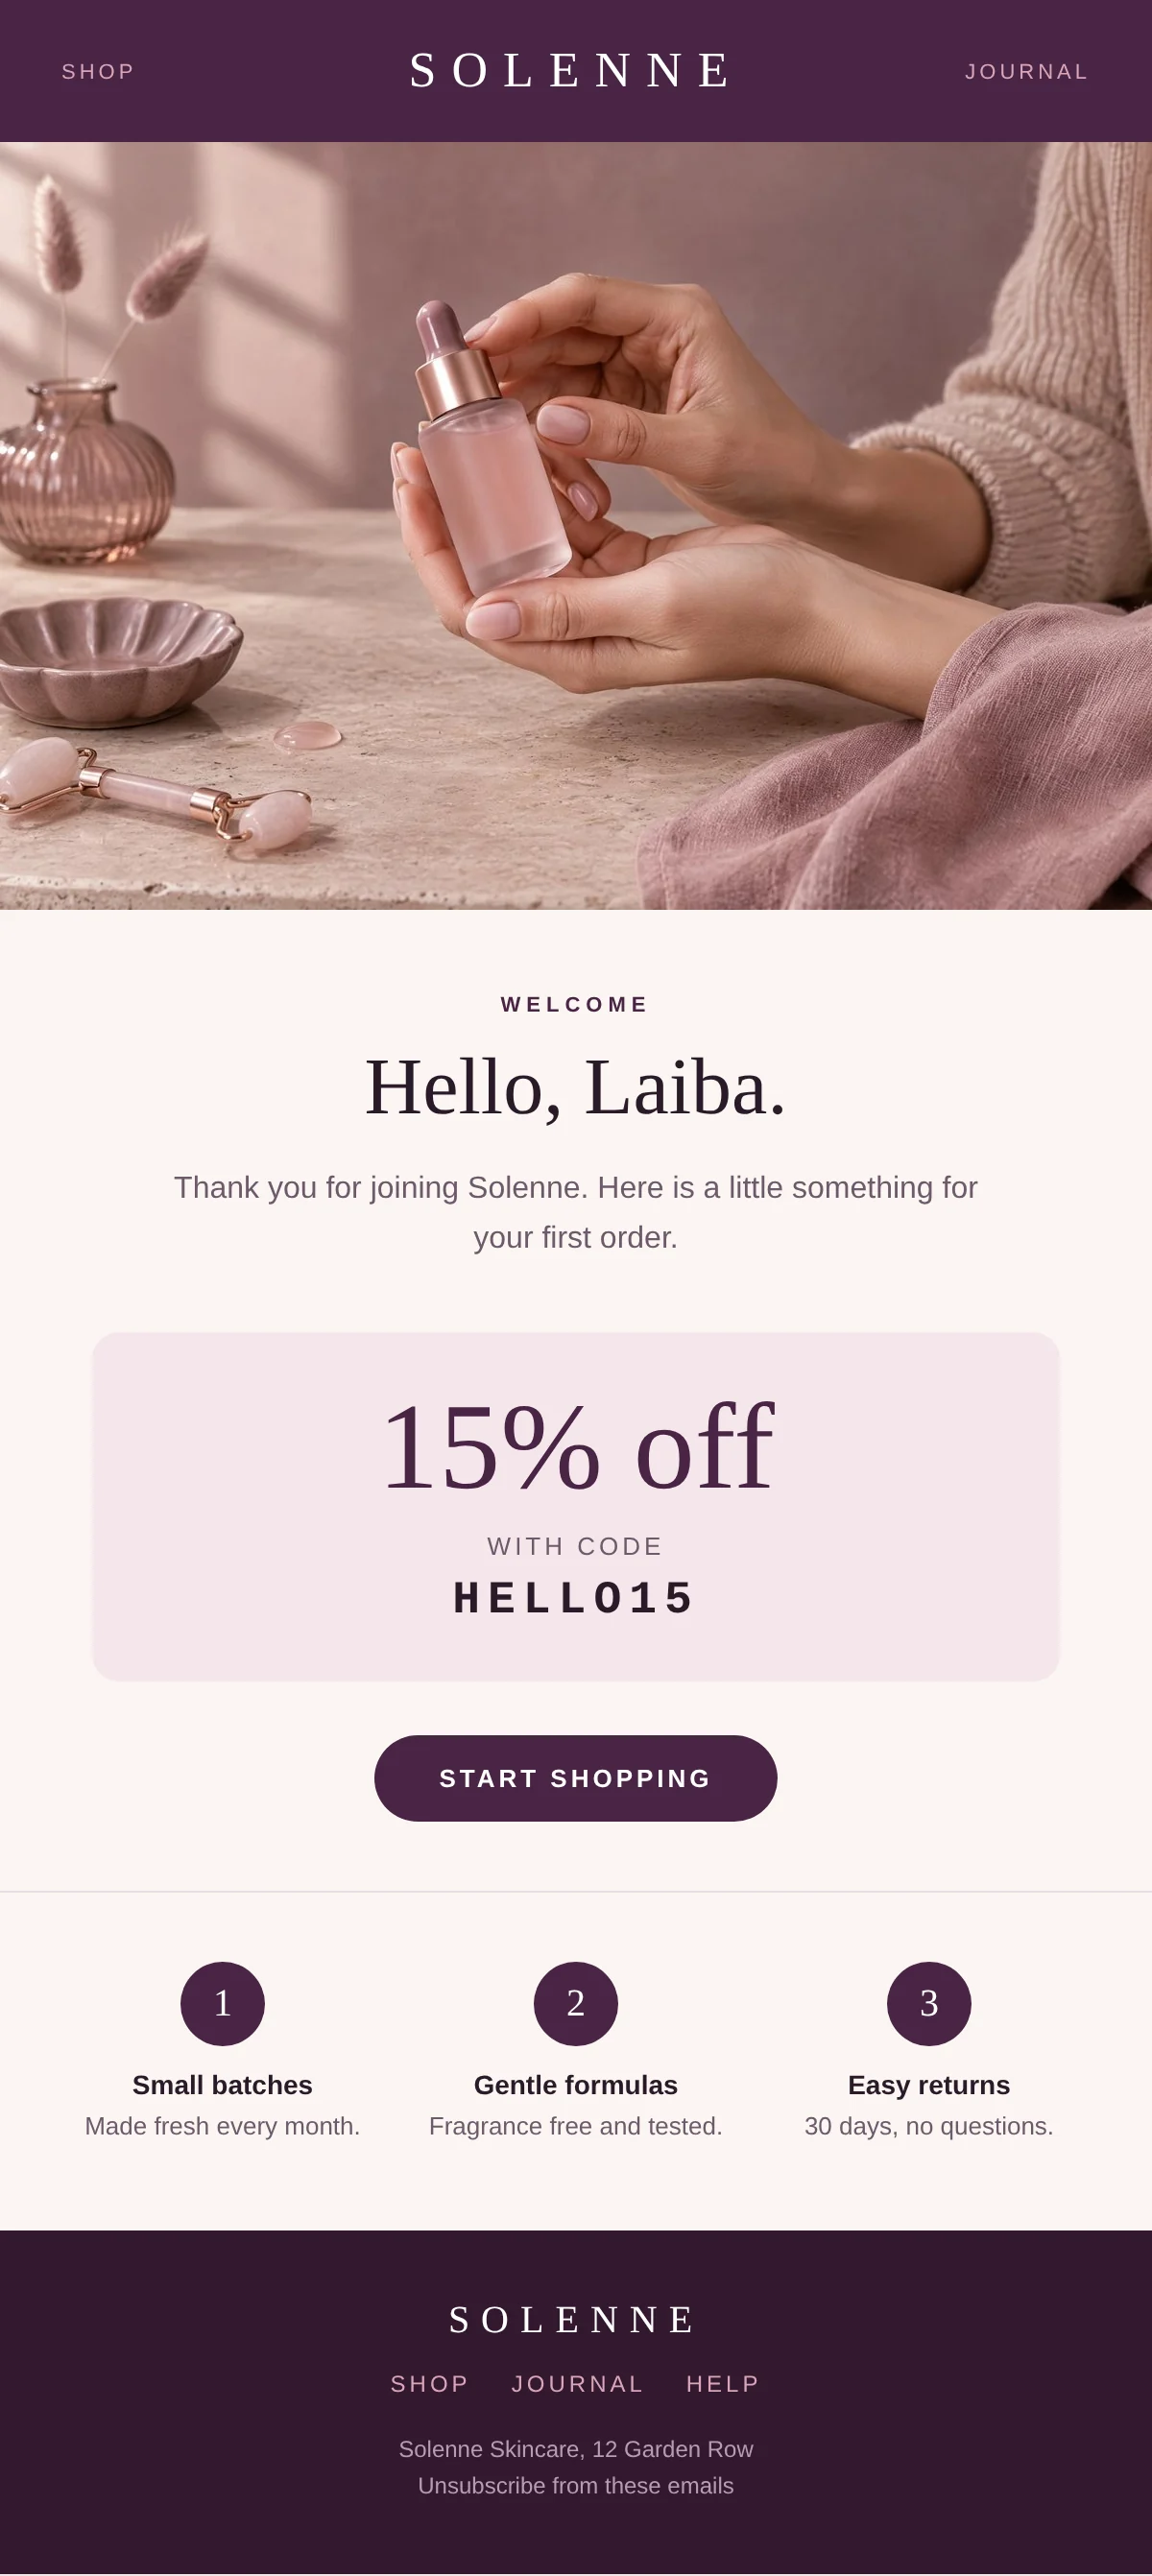 SHOP
SOLENNE
JOURNAL
WELCOME
Hello, Laiba.
Thank you for joining Solenne. Here is a little something for
your first order.
15% off
WITH CODE
HELLO15
START SHOPPING
1
2
3
Small batches
Gentle formulas
Easy returns
Made fresh every month.
Fragrance free and tested.
30 days, no questions.
SOLENNE
SHOP JOURNAL HELP
Solenne Skincare, 12 Garden Row
Unsubscribe from these emails